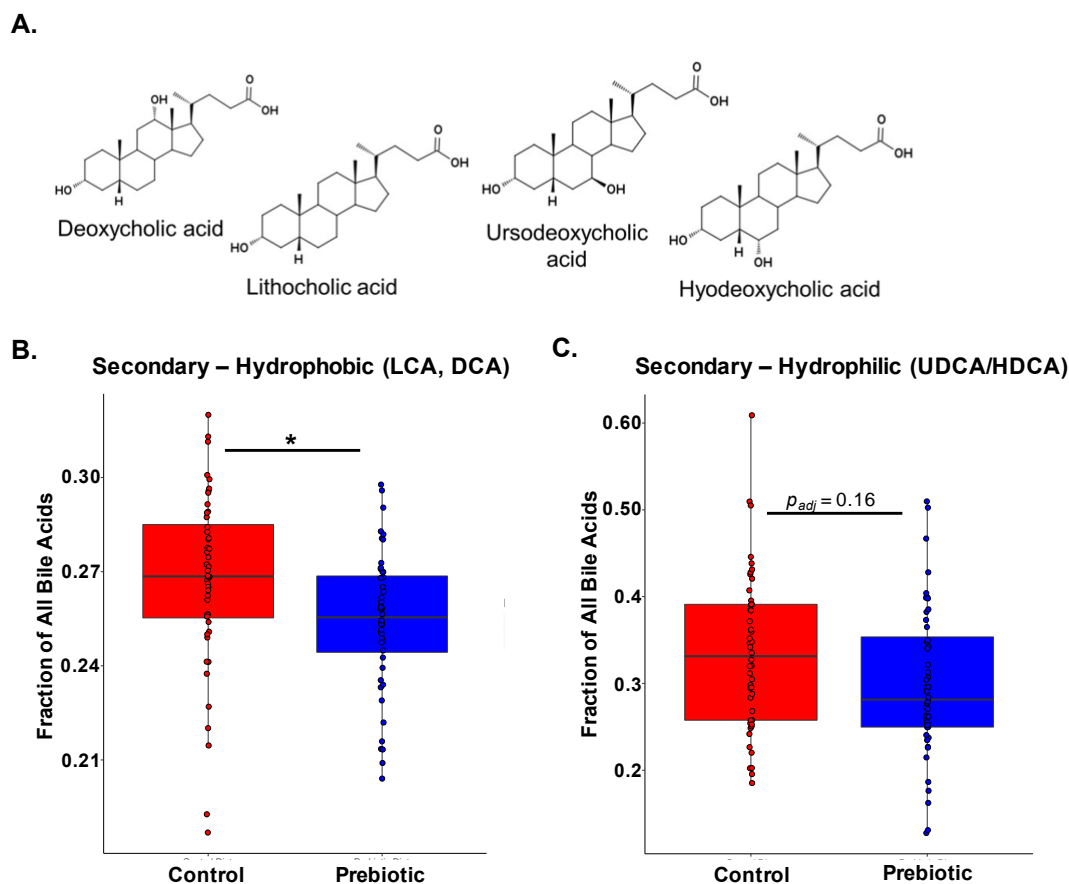 A.
O
OH
OH
HO
H
Deoxycholic acid
O
OH
HO
H
Lithocholic acid
O
OH
HO
OH
H
Ursodeoxycholic
acid
O
OH
HO
H
OH
Hyodeoxycholic acid
B.
Secondary – Hydrophobic (LCA, DCA)
Fraction of All Bile Acids
0.30
0.27
0.24
0.21
*
Control
Prebiotic
C.
Secondary – Hydrophilic (UDCA/HDCA)
Fraction of All Bile Acids
0.60
0.50
0.4
0.3
0.2
padj = 0.16
Control
Prebiotic